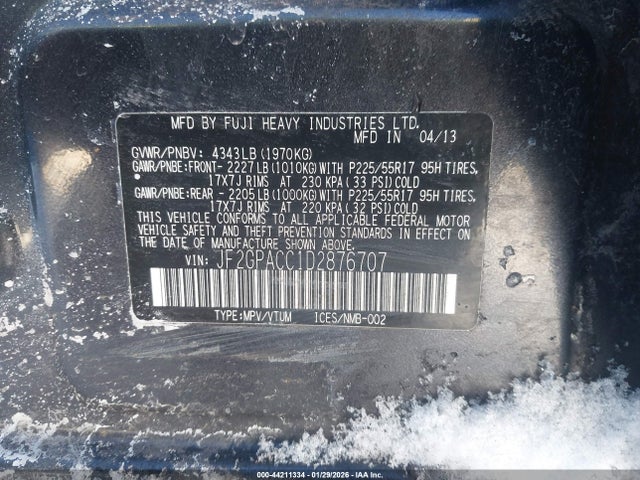 MFD BY FUJI HEAVY INDUSTRIES LTD.
MFD IN 04/13
GVWR/PNBV: 4343LB(1970KG)
GAWR/PNBE:FRONT- 2227LB(1010KG)WITH P225/55R17 95H TIRES,
17X7J RIMS AT 230 KPA(33 PSI)COLD
GAWR/PNBE:REAR - 2205LB(1000KG)WITH P225/55R17 95H TIRES,
17X7J RIMS AT 220 KPA(32 PSI)COLD
THIS VEHICLE CONFORMS TO ALL APPLICABLE FEDERAL MOTOR
VEHICLE SAFETY AND THEFT PREVENTION STANDARDS IN EFFECT ON
THE DATE OF MANUFACTURE SHOWN ABOVE.
VIN: JF2GPACC1D2876707
TYPE:MPV/VTUM ICES/NMB-002
000-44211334 - 01/29/2026 - IAA Inc.